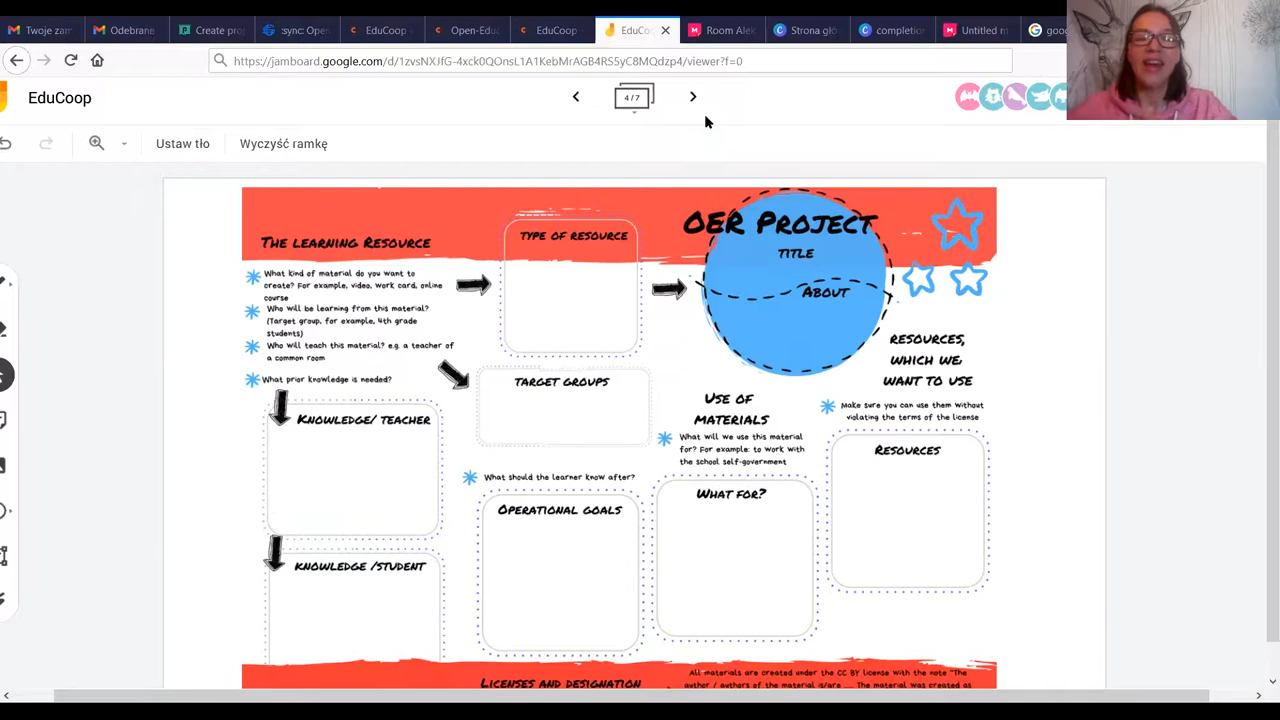 Twoje zam
Odebrane
Create proj
:sync: Ope
EduCoop
Open-Edu
EduCoop
EduCo
Room Alek
Strona głó
completio
Untitled m
goo
https://jamboard.google.com/d/1zvsNXJfG-4xck0QOnsL1A1KebMrAGB4RS5yC8MQdzp4/viewer?f=0
EduCoop
4 / 7
Ustaw tło
Wyczyść ramkę
The learning Resource
What kind of material do you want to
create? For example, video, work card, online
course
Who will be learning from this material?
(Target group, for example, 4th grade
students)
Who will teach this material? e.g. a teacher of
a common room
What prior knowledge is needed?
Knowledge/ teacher
knowledge /student
type of resource
target groups
What should the learner know after?
Operational goals
OER Project
title
About
Use of
materials
What will we use this material
for? For example: to work with
the school self-government
What for?
resources,
which we
want to use
Make sure you can use them without
violating the terms of the license
Resources
Licenses and designation
All materials are created under the CC BY license with the note "The
author / authors of the material is/are ..... The material was created as